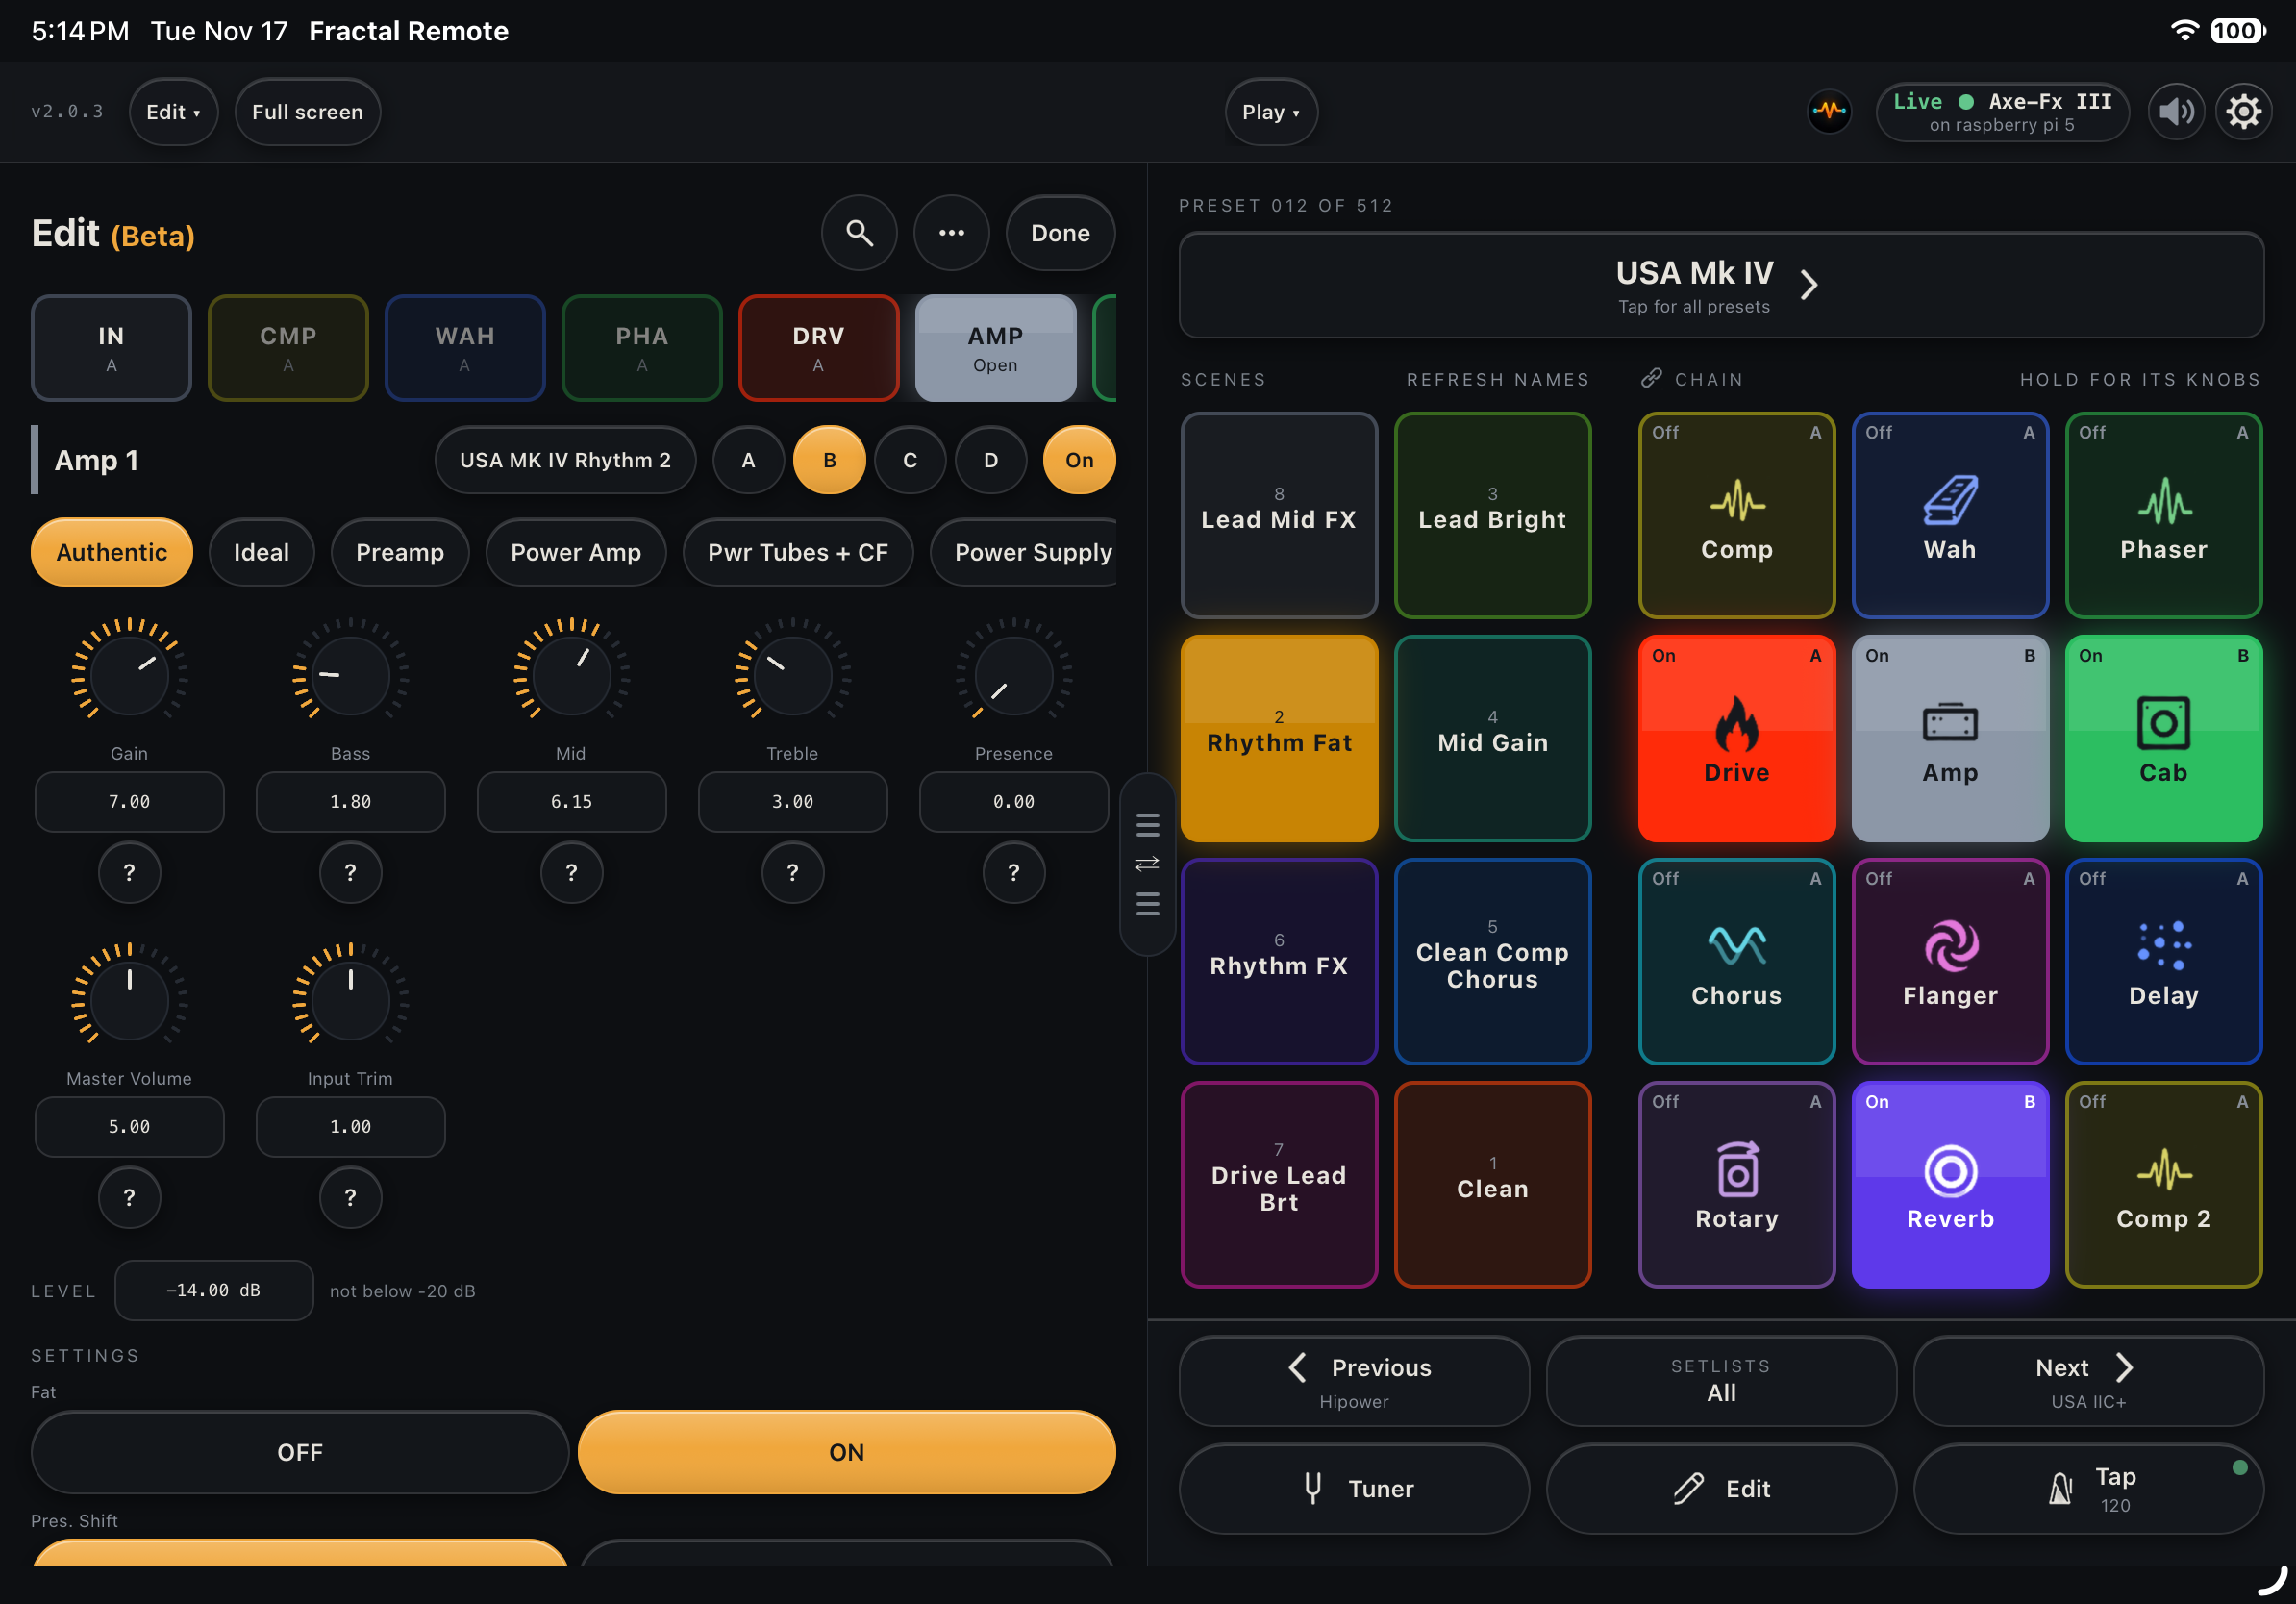 5:14 PM Tue Nov 17 Fractal Remote
100
v2.0.3
Edit ▾
Full screen
Play ▾
Live ● Axe-Fx III
on raspberry pi 5
Edit (Beta)
•••
Done
IN
A
CMP
A
WAH
A
PHA
A
DRV
A
AMP
Open
Amp 1
USA MK IV Rhythm 2
A
B
C
D
On
Authentic
Ideal
Preamp
Power Amp
Pwr Tubes + CF
Power Supply
Gain
Bass
Mid
Treble
Presence
7.00
1.80
6.15
3.00
0.00
?
?
?
?
?
Master Volume
Input Trim
5.00
1.00
?
?
LEVEL
-14.00 dB
not below -20 dB
SETTINGS
Fat
OFF
ON
Pres. Shift
PRESET 012 OF 512
USA Mk IV
Tap for all presets
SCENES
REFRESH NAMES
CHAIN
HOLD FOR ITS KNOBS
8
Lead Mid FX
3
Lead Bright
Off A
Comp
Off A
Wah
Off A
Phaser
2
Rhythm Fat
4
Mid Gain
On A
Drive
On B
Amp
On B
Cab
6
Rhythm FX
5
Clean Comp
Chorus
Off A
Chorus
Off A
Flanger
Off A
Delay
7
Drive Lead
Brt
1
Clean
Off A
Rotary
On B
Reverb
Off A
Comp 2
Previous
Hipower
SETLISTS
All
Next
USA IIC+
Tuner
Edit
Tap
120